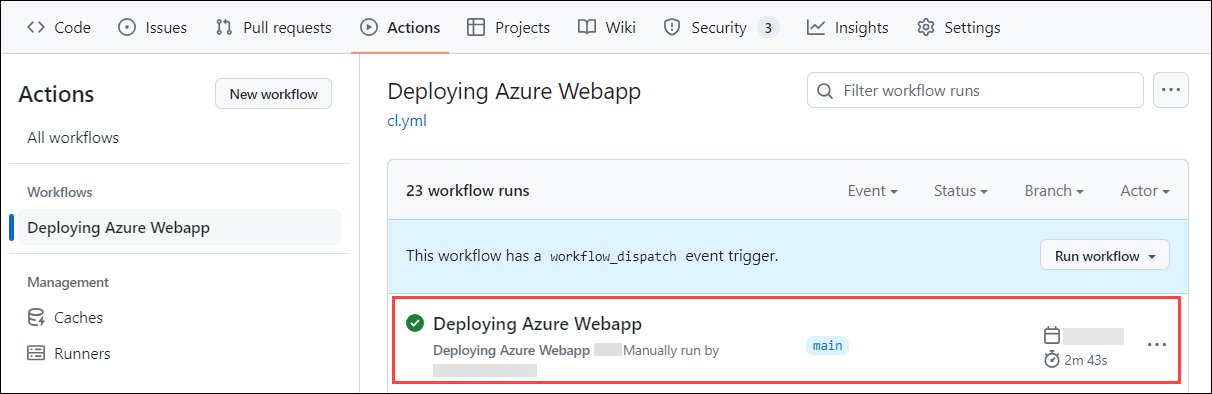 Code Issues Pull requests Actions Projects Wiki Security 3 Insights Settings
Actions New workflow
All workflows
Workflows
Deploying Azure Webapp
Management
Caches
Runners
Deploying Azure Webapp Filter workflow runs
cl.yml
23 workflow runs Event Status Branch Actor
This workflow has a workflow_dispatch event trigger. Run workflow
Deploying Azure Webapp
Deploying Azure Webapp Manually run by main
2m 43s